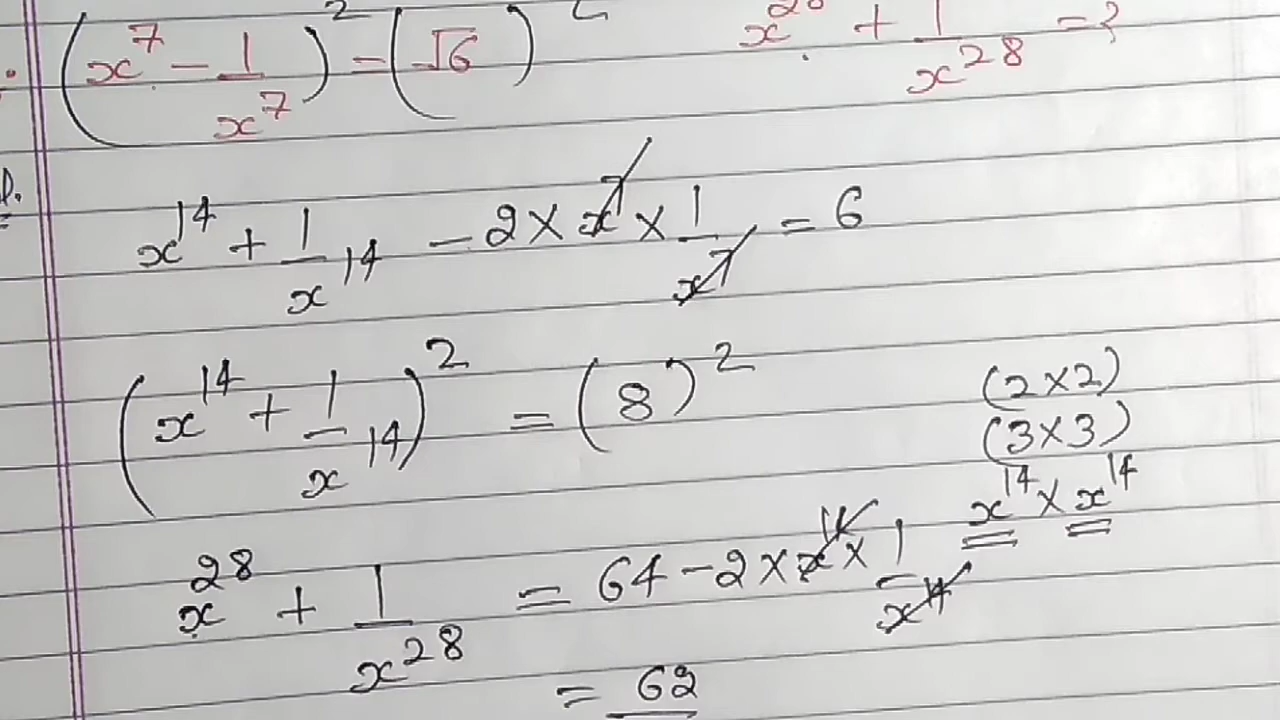 (x⁷ - 1/x⁷)² = (√6)² x²⁸ + 1/x²⁸ = ?
x¹⁴ + 1/x¹⁴ - 2 × x⁷ × 1/x⁷ = 6
(x¹⁴ + 1/x¹⁴)² = (8)²
(2×2)
(3×3)
x¹⁴ × x¹⁴
x²⁸ + 1/x²⁸ = 64 - 2 × x¹⁴ × 1/x¹⁴
= 62